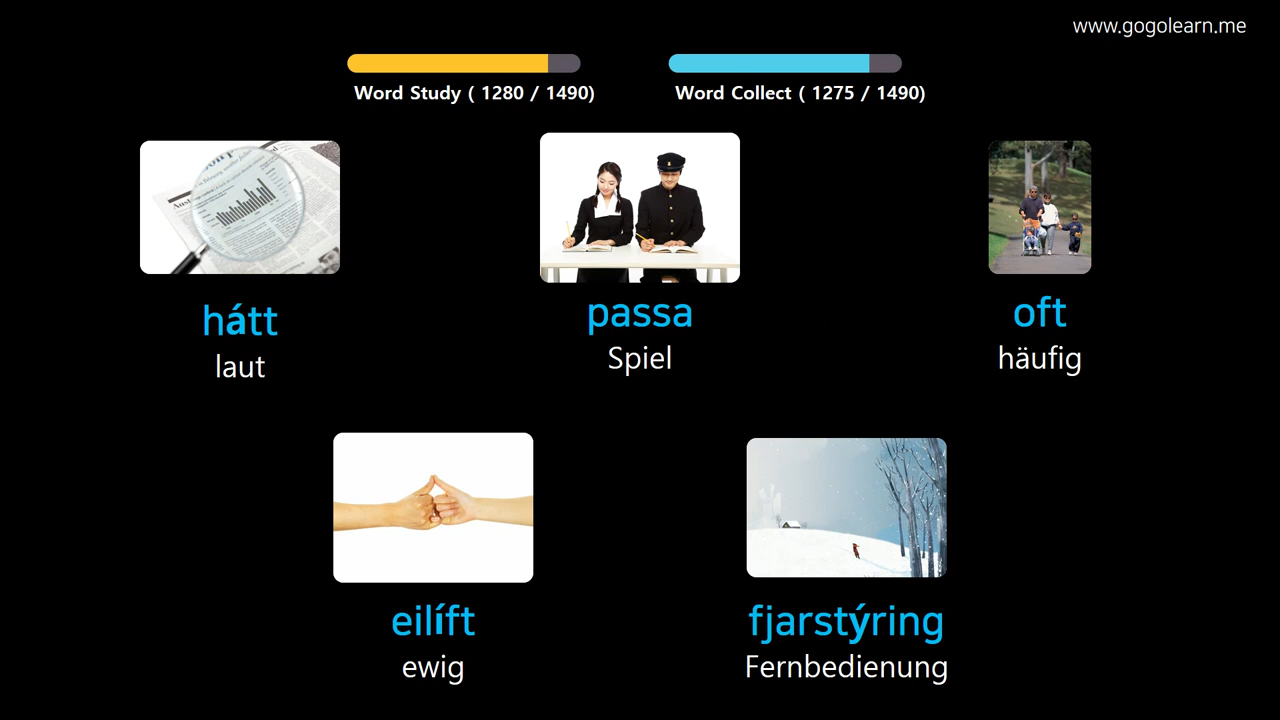 www.gogolearn.me
Word Study ( 1280 / 1490)
Word Collect ( 1275 / 1490)
hátt
laut
passa
Spiel
oft
häufig
eilíft
ewig
fjarstýring
Fernbedienung